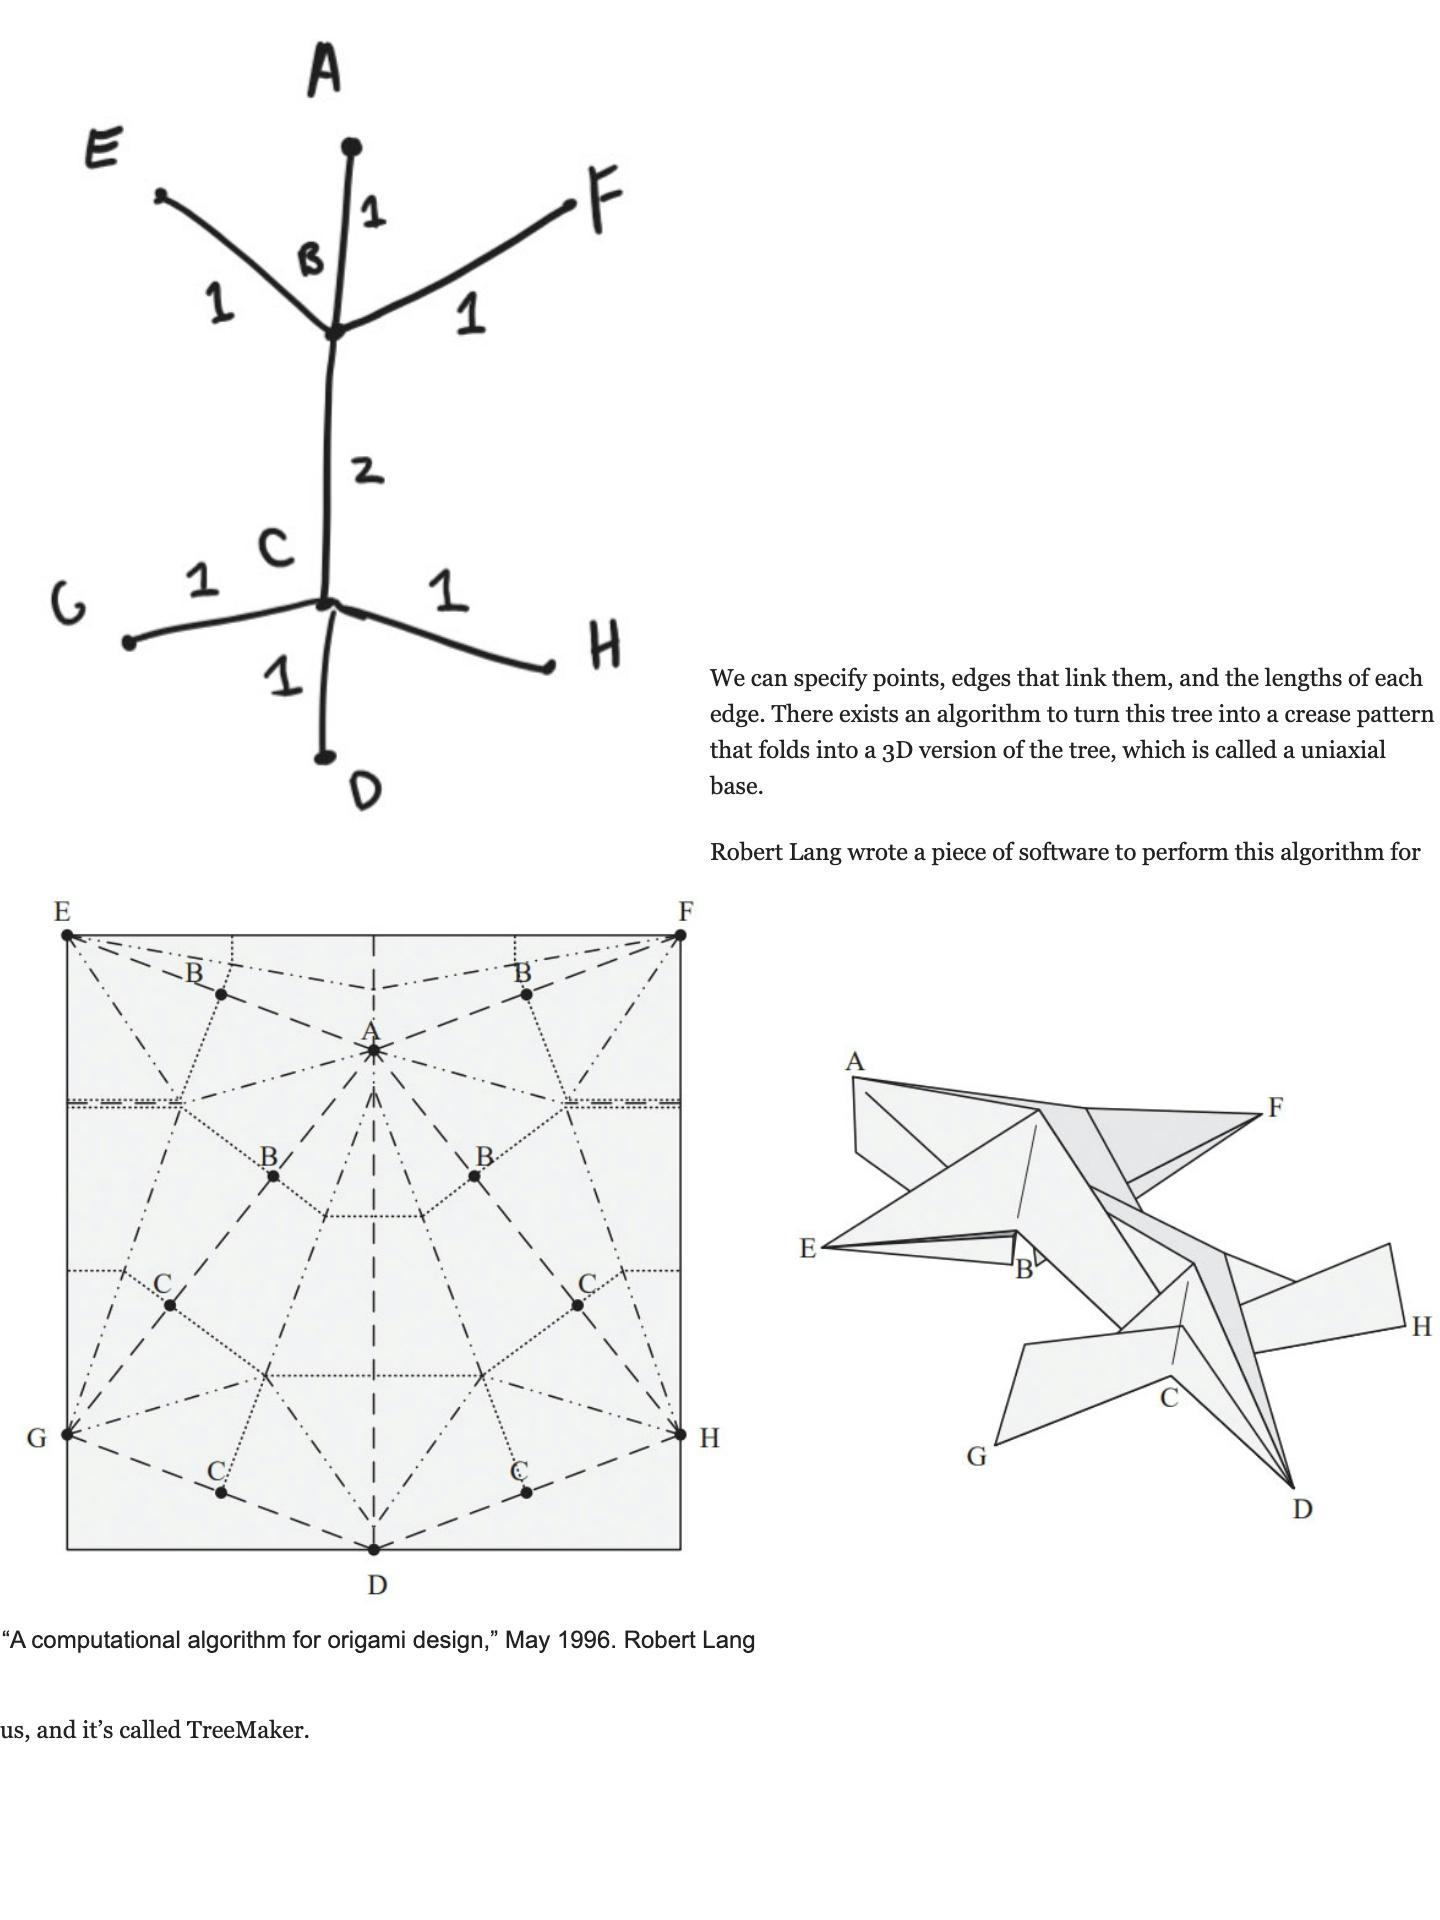 A
E
F
1
B
1
1
2
C
1
1
G
H
1
D
We can specify points, edges that link them, and the lengths of each
edge. There exists an algorithm to turn this tree into a crease pattern
that folds into a 3D version of the tree, which is called a uniaxial
base.
Robert Lang wrote a piece of software to perform this algorithm for
E F
B B
A
B B
C C
G H
C C
D
A
F
E
B
H
C
G
D
“A computational algorithm for origami design,” May 1996. Robert Lang
us, and it’s called TreeMaker.